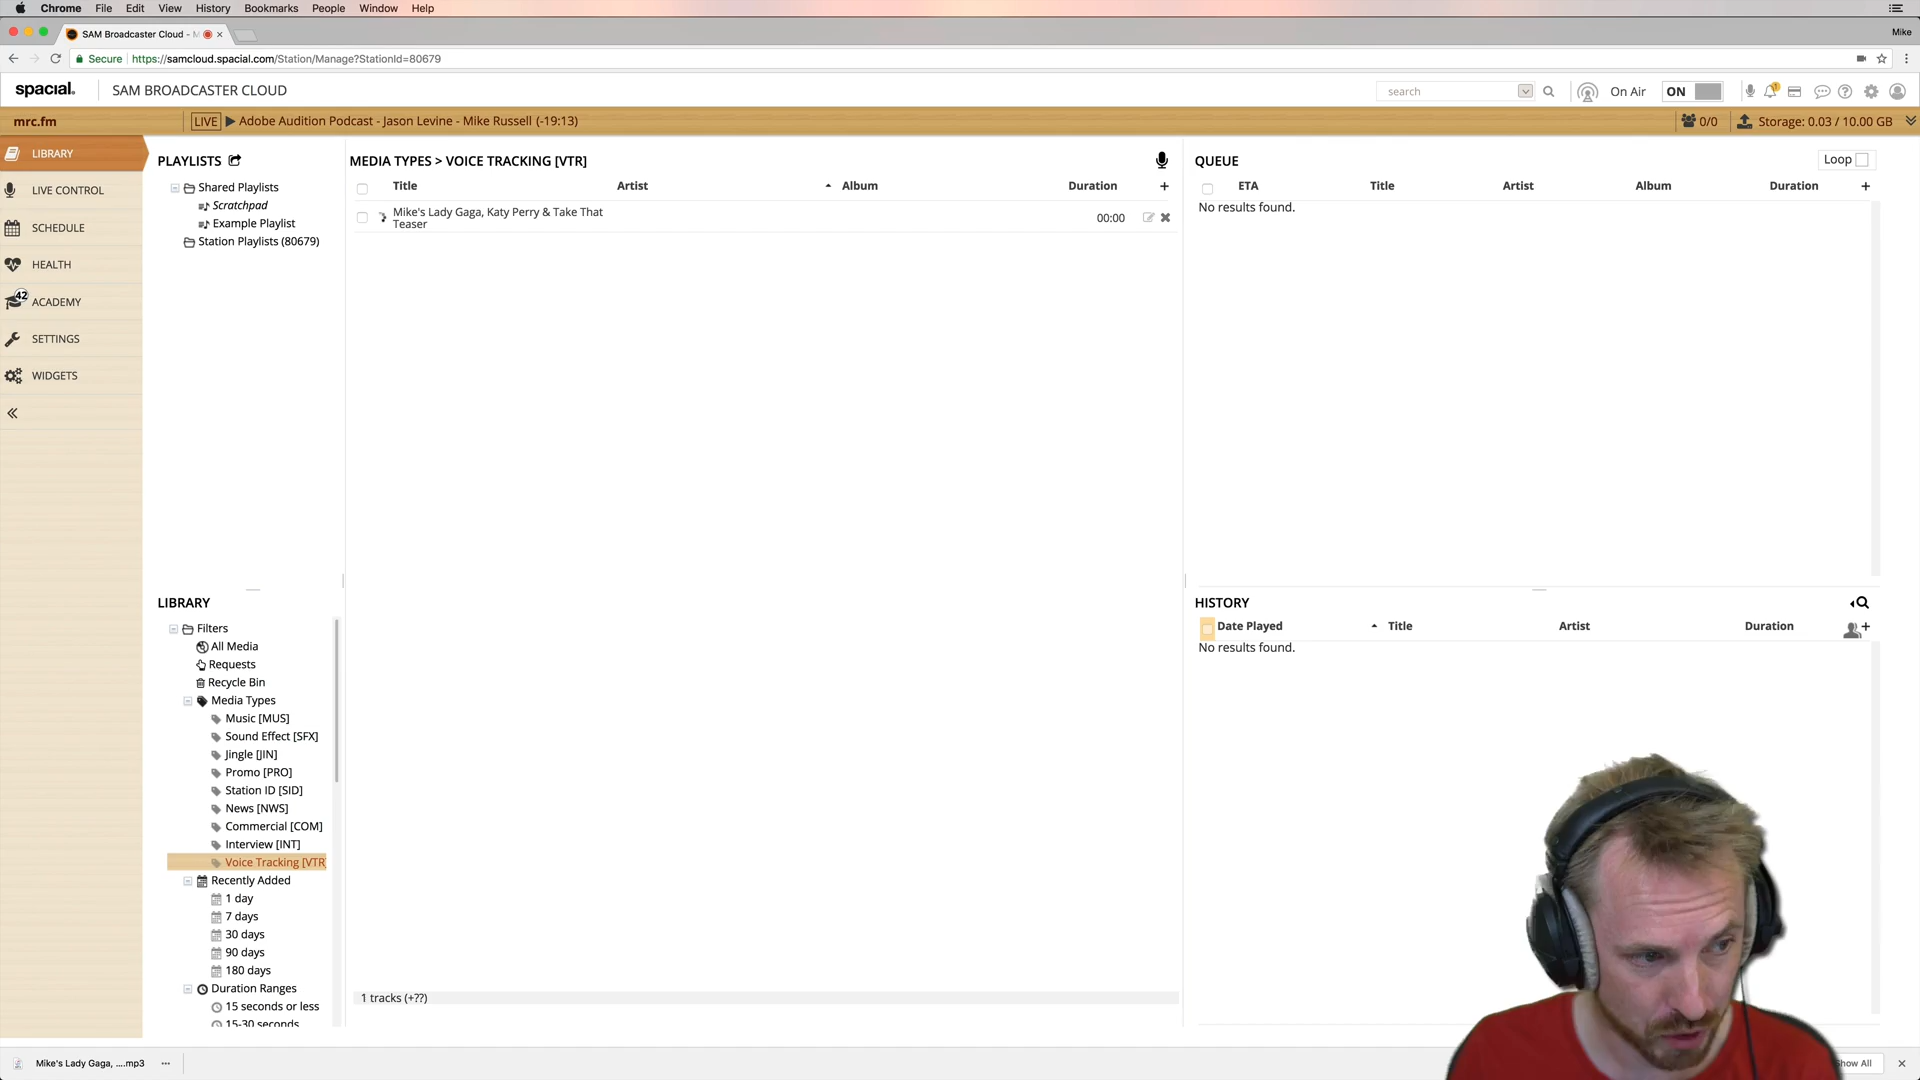 Chrome File Edit View History Bookmarks People Window Help
SAM Broadcaster Cloud - M
Mike
Secure https://samcloud.spacial.com/Station/Manage?StationId=80679
spacial. SAM BROADCASTER CLOUD search On Air ON
mrc.fm LIVE Adobe Audition Podcast - Jason Levine - Mike Russell (-19:13) 0/0 Storage: 0.03 / 10.00 GB
LIBRARY
LIVE CONTROL
SCHEDULE
HEALTH
42 ACADEMY
SETTINGS
WIDGETS
PLAYLISTS
Shared Playlists
Scratchpad
Example Playlist
Station Playlists (80679)
LIBRARY
Filters
All Media
Requests
Recycle Bin
Media Types
Music [MUS]
Sound Effect [SFX]
Jingle [JIN]
Promo [PRO]
Station ID [SID]
News [NWS]
Commercial [COM]
Interview [INT]
Voice Tracking [VTR
Recently Added
1 day
7 days
30 days
90 days
180 days
Duration Ranges
15 seconds or less
15-30 seconds
MEDIA TYPES > VOICE TRACKING [VTR]
Title Artist Album Duration
Mike's Lady Gaga, Katy Perry & Take That
Teaser
00:00
1 tracks (+??)
QUEUE
Loop
ETA Title Artist Album Duration
No results found.
HISTORY
Date Played Title Artist Duration
No results found.
Mike's Lady Gaga, ....mp3
Show All